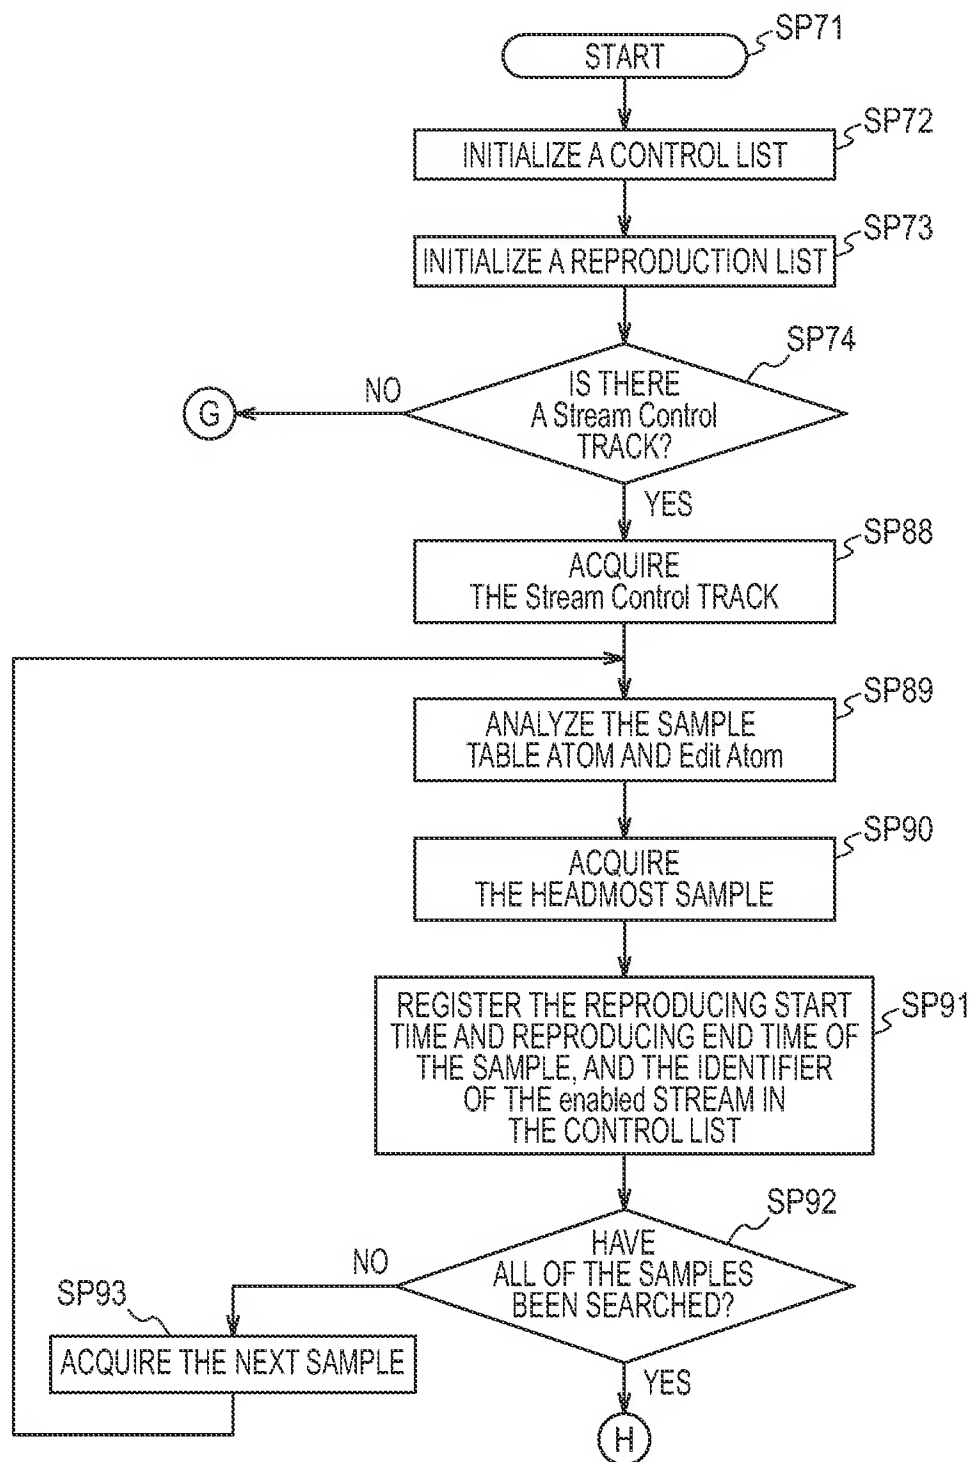 SP71
START
SP72
INITIALIZE A CONTROL LIST
SP73
INITIALIZE A REPRODUCTION LIST
SP74
IS THERE
A Stream Control
TRACK?
NO
G
YES
SP88
ACQUIRE
THE Stream Control TRACK
SP89
ANALYZE THE SAMPLE
TABLE ATOM AND Edit Atom
SP90
ACQUIRE
THE HEADMOST SAMPLE
SP91
REGISTER THE REPRODUCING START
TIME AND REPRODUCING END TIME OF
THE SAMPLE, AND THE IDENTIFIER
OF THE enabled STREAM IN
THE CONTROL LIST
SP92
HAVE
ALL OF THE SAMPLES
BEEN SEARCHED?
NO
SP93
ACQUIRE THE NEXT SAMPLE
YES
H